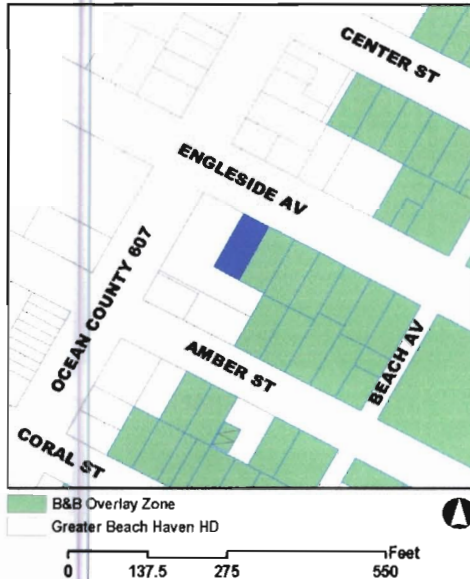 CENTER ST
ENGLESIDE AV
OCEAN COUNTY 607
BEACH AV
AMBER ST
CORAL ST
B&B Overlay Zone
Greater Beach Haven HD
Feet
0 137.5 275 550